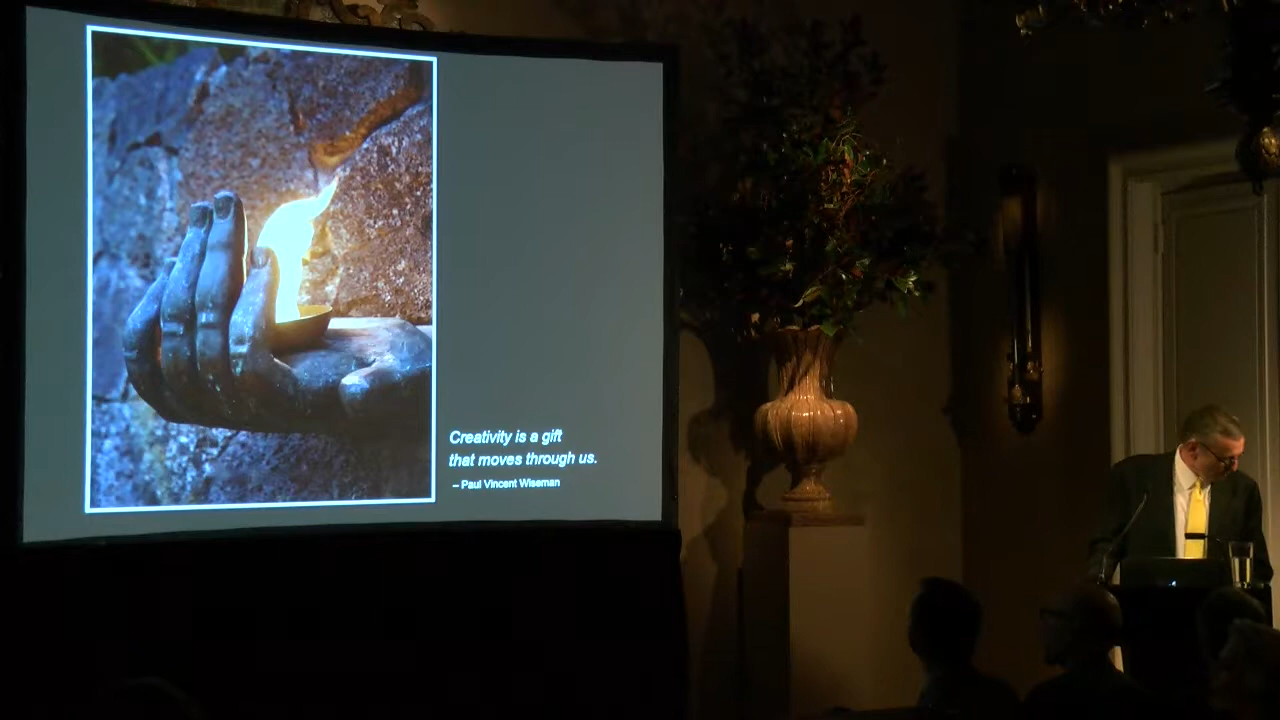 Creativity is a gift
that moves through us.
– Paul Vincent Wiseman